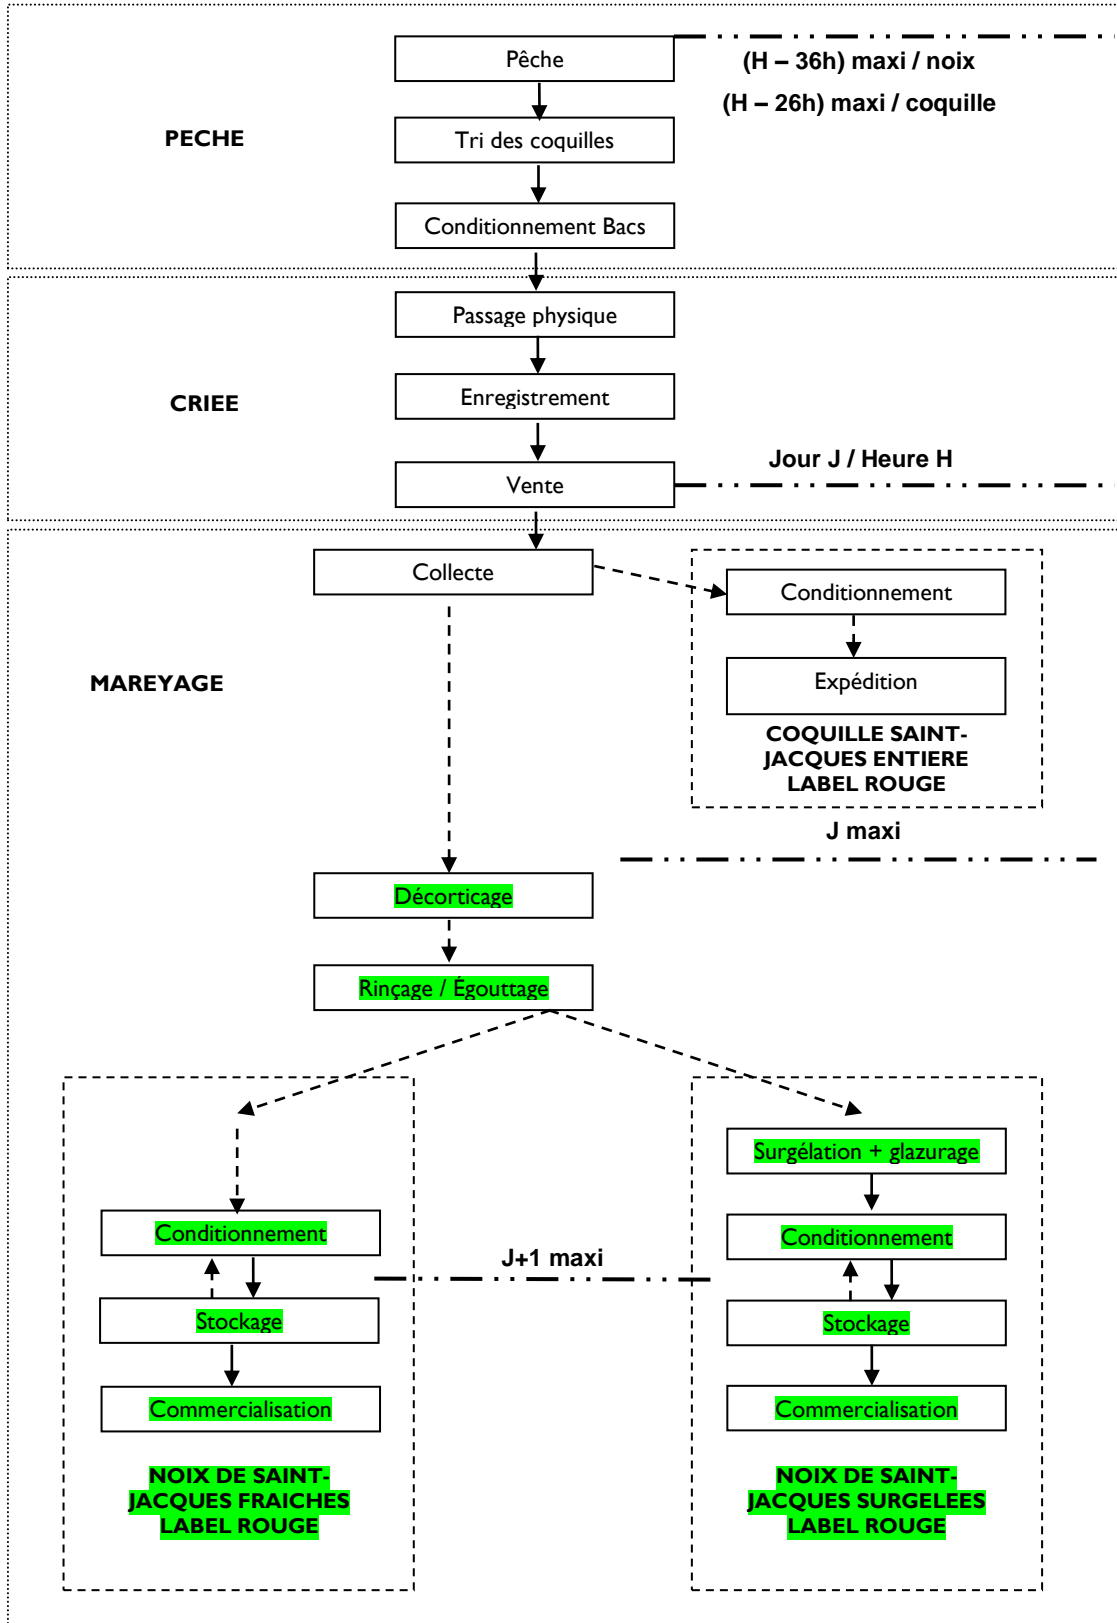 Pêche
(H – 36h) maxi / noix
(H – 26h) maxi / coquille
PECHE
Tri des coquilles
Conditionnement Bacs
Passage physique
CRIEE
Enregistrement
Jour J / Heure H
Vente
Collecte
Conditionnement
MAREYAGE
Expédition
COQUILLE SAINT-
JACQUES ENTIERE
LABEL ROUGE
J maxi
Décorticage
Rinçage / Égouttage
Conditionnement
Stockage
Commercialisation
NOIX DE SAINT-
JACQUES FRAICHES
LABEL ROUGE
J+1 maxi
Surgélation + glazurage
Conditionnement
Stockage
Commercialisation
NOIX DE SAINT-
JACQUES SURGELEES
LABEL ROUGE